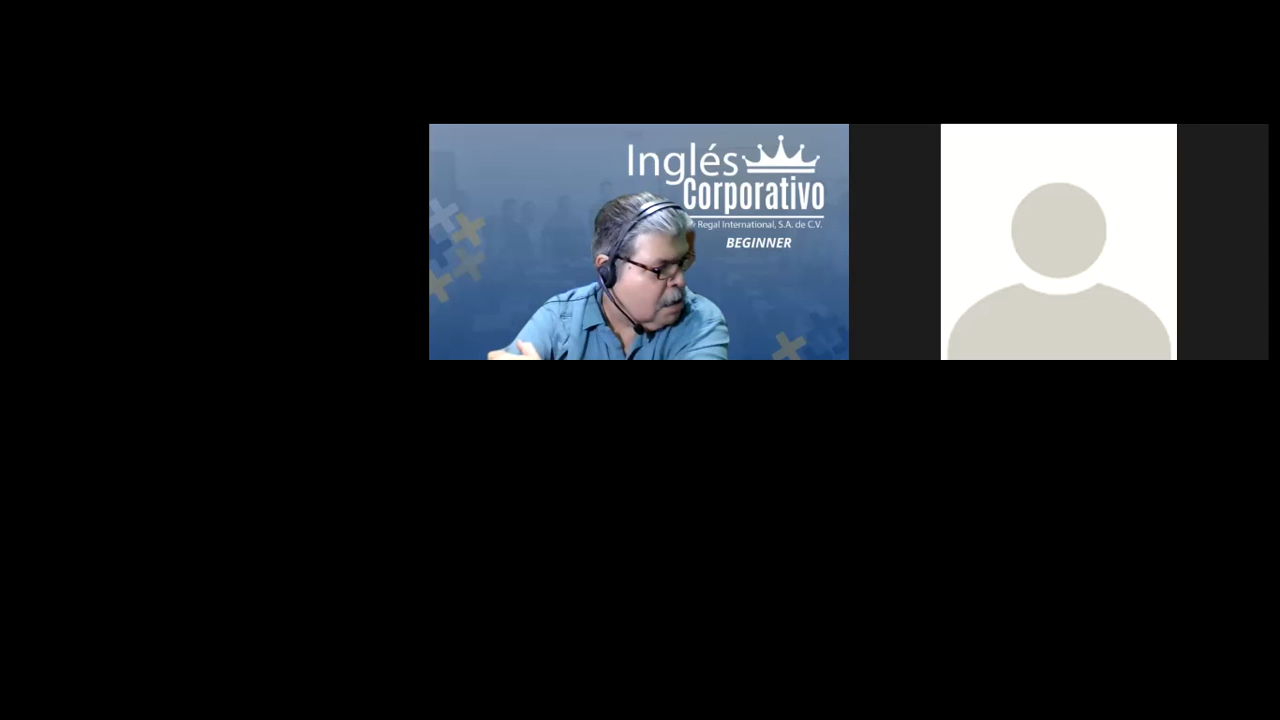 Inglés
Corporativo
Regal International, S.A. de C.V.
BEGINNER